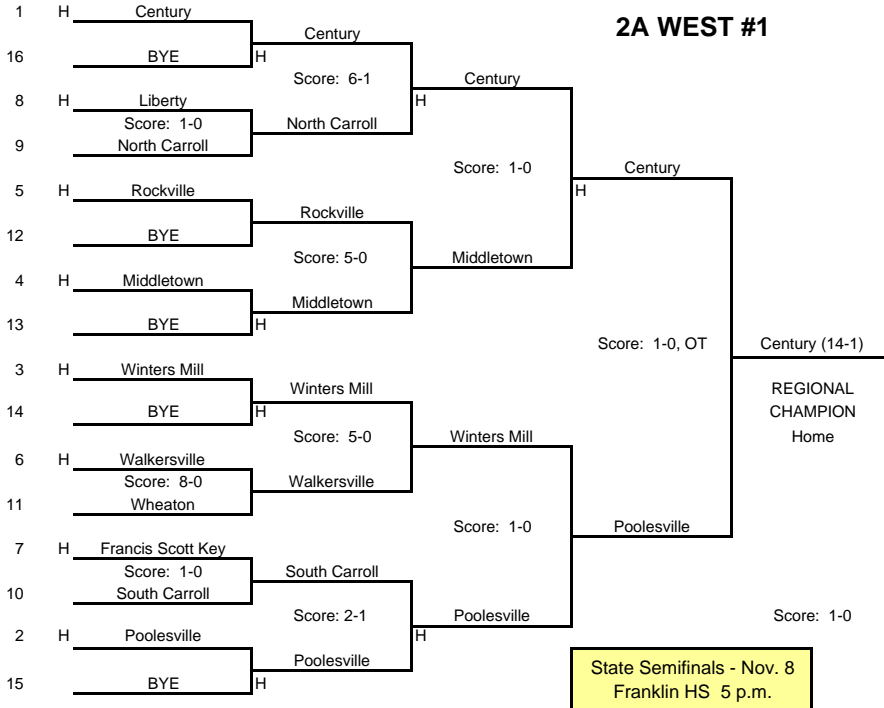 2A WEST #1
1 H Century
Century
16 BYE H
Score: 6-1
Century
8 H Liberty
H
Score: 1-0
North Carroll
9 North Carroll
Score: 1-0
Century
5 H Rockville
H
Rockville
12 BYE
Score: 5-0
Middletown
4 H Middletown
Middletown
13 BYE H
Score: 1-0, OT
Century (14-1)
3 H Winters Mill
Winters Mill
REGIONAL
CHAMPION
Home
14 BYE H
Score: 5-0
Winters Mill
6 H Walkersville
Score: 8-0
Walkersville
11 Wheaton
Score: 1-0
Poolesville
7 H Francis Scott Key
Score: 1-0
South Carroll
10 South Carroll
Score: 2-1
Poolesville
Score: 1-0
2 H Poolesville
H
Poolesville
15 BYE H
State Semifinals - Nov. 8
Franklin HS 5 p.m.